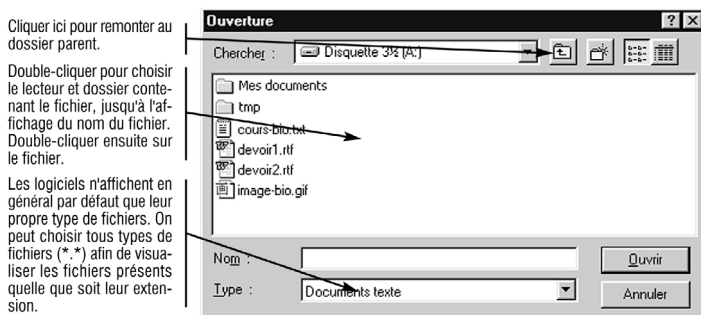 Cliquer ici pour remonter au
dossier parent.
Double-cliquer pour choisir
le lecteur et dossier conte-
nant le fichier, jusqu'à l'af-
fichage du nom du fichier.
Double-cliquer ensuite sur
le fichier.
Les logiciels n'affichent en
général par défaut que leur
propre type de fichiers. On
peut choisir tous types de
fichiers (*.*) afin de visua-
liser les fichiers présents
quelle que soit leur exten-
sion.
Ouverture
Chercher : Disquette 3½ (A:)
Mes documents
tmp
cours-bio.txt
devoir1.rtf
devoir2.rtf
image-bio.gif
Nom :
Ouvrir
Type : Documents texte
Annuler